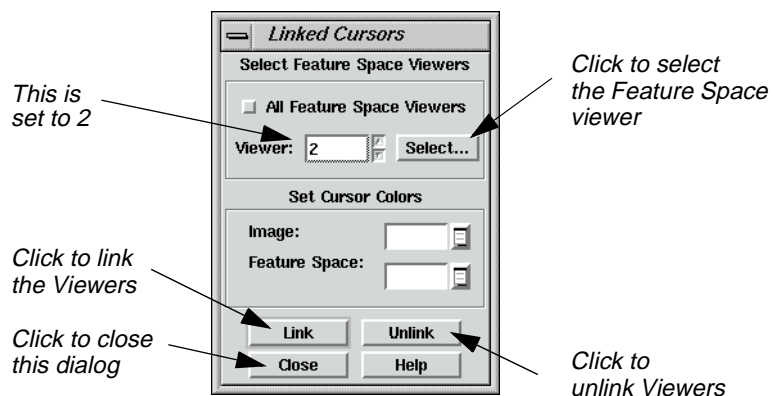 Linked Cursors
Select Feature Space Viewers
This is
set to 2
All Feature Space Viewers
Viewer: 2 Select...
Click to select
the Feature Space
viewer
Set Cursor Colors
Image:
Feature Space:
Click to link
the Viewers
Link Unlink
Click to close
this dialog
Close Help
Click to
unlink Viewers